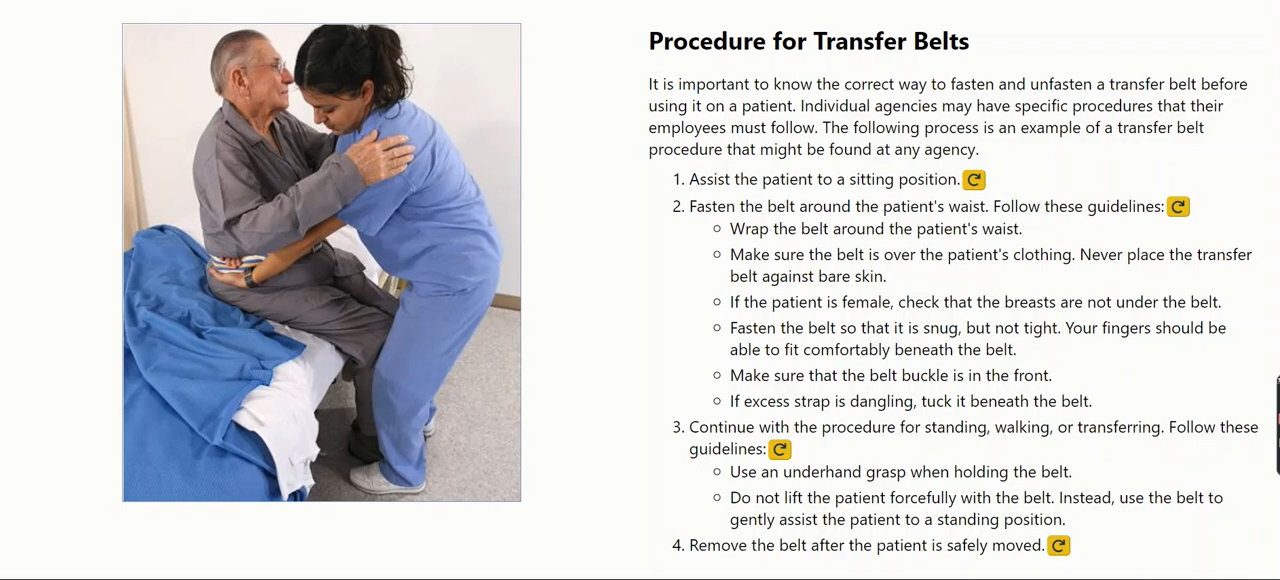 Procedure for Transfer Belts
It is important to know the correct way to fasten and unfasten a transfer belt before
using it on a patient. Individual agencies may have specific procedures that their
employees must follow. The following process is an example of a transfer belt
procedure that might be found at any agency.
1. Assist the patient to a sitting position.
2. Fasten the belt around the patient's waist. Follow these guidelines:
Wrap the belt around the patient's waist.
Make sure the belt is over the patient's clothing. Never place the transfer
belt against bare skin.
If the patient is female, check that the breasts are not under the belt.
Fasten the belt so that it is snug, but not tight. Your fingers should be
able to fit comfortably beneath the belt.
Make sure that the belt buckle is in the front.
If excess strap is dangling, tuck it beneath the belt.
3. Continue with the procedure for standing, walking, or transferring. Follow these
guidelines:
Use an underhand grasp when holding the belt.
Do not lift the patient forcefully with the belt. Instead, use the belt to
gently assist the patient to a standing position.
4. Remove the belt after the patient is safely moved.